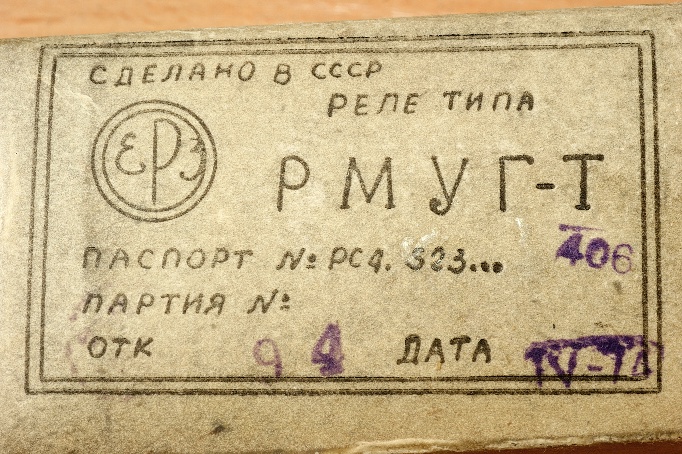 СДЕЛАНО В СССР
РЕЛЕ ТИПА
ЕРЗ
РМУГ-Т
ПАСПОРТ № РС4.323... 406
ПАРТИЯ №
ОТК 94 ДАТА